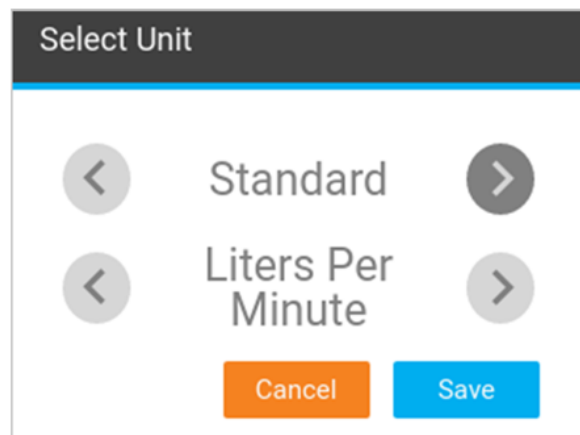 Select Unit
Standard
Liters Per
Minute
Cancel
Save